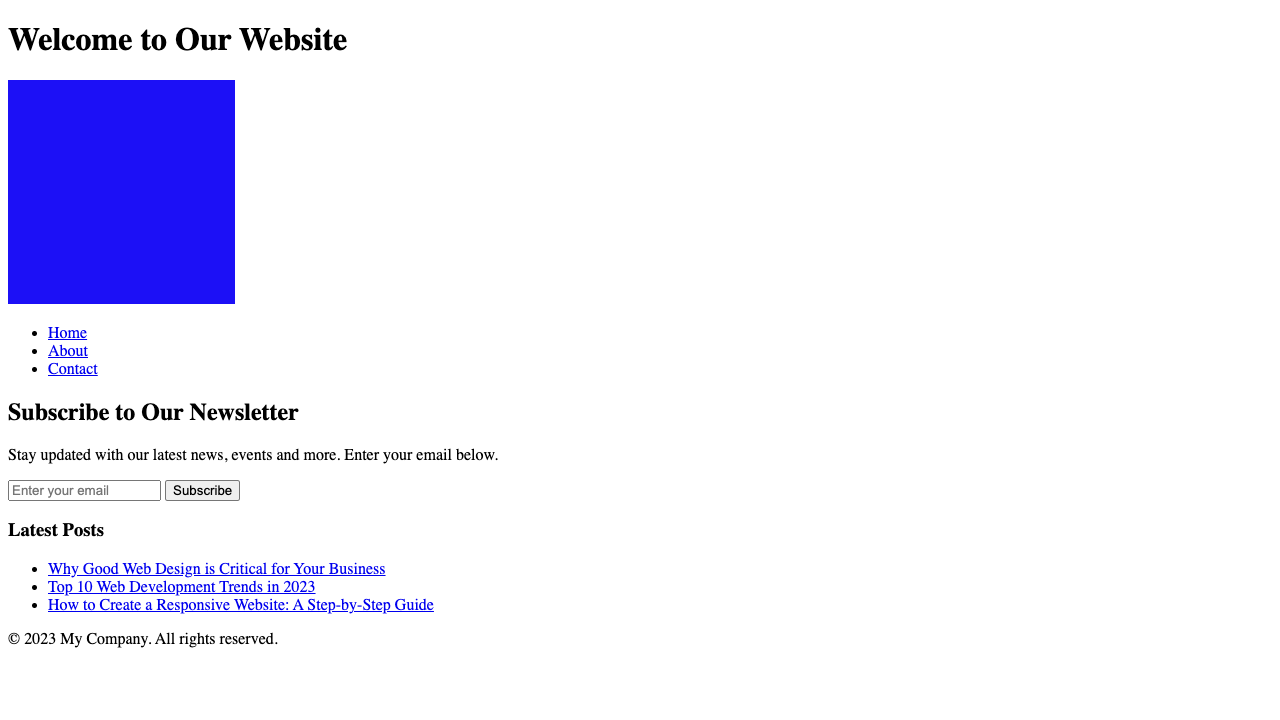 Welcome to Our Website
Home
About
Contact
Subscribe to Our Newsletter
Stay updated with our latest news, events and more. Enter your email below.
Enter your email Subscribe
Latest Posts
Why Good Web Design is Critical for Your Business
Top 10 Web Development Trends in 2023
How to Create a Responsive Website: A Step-by-Step Guide
© 2023 My Company. All rights reserved.